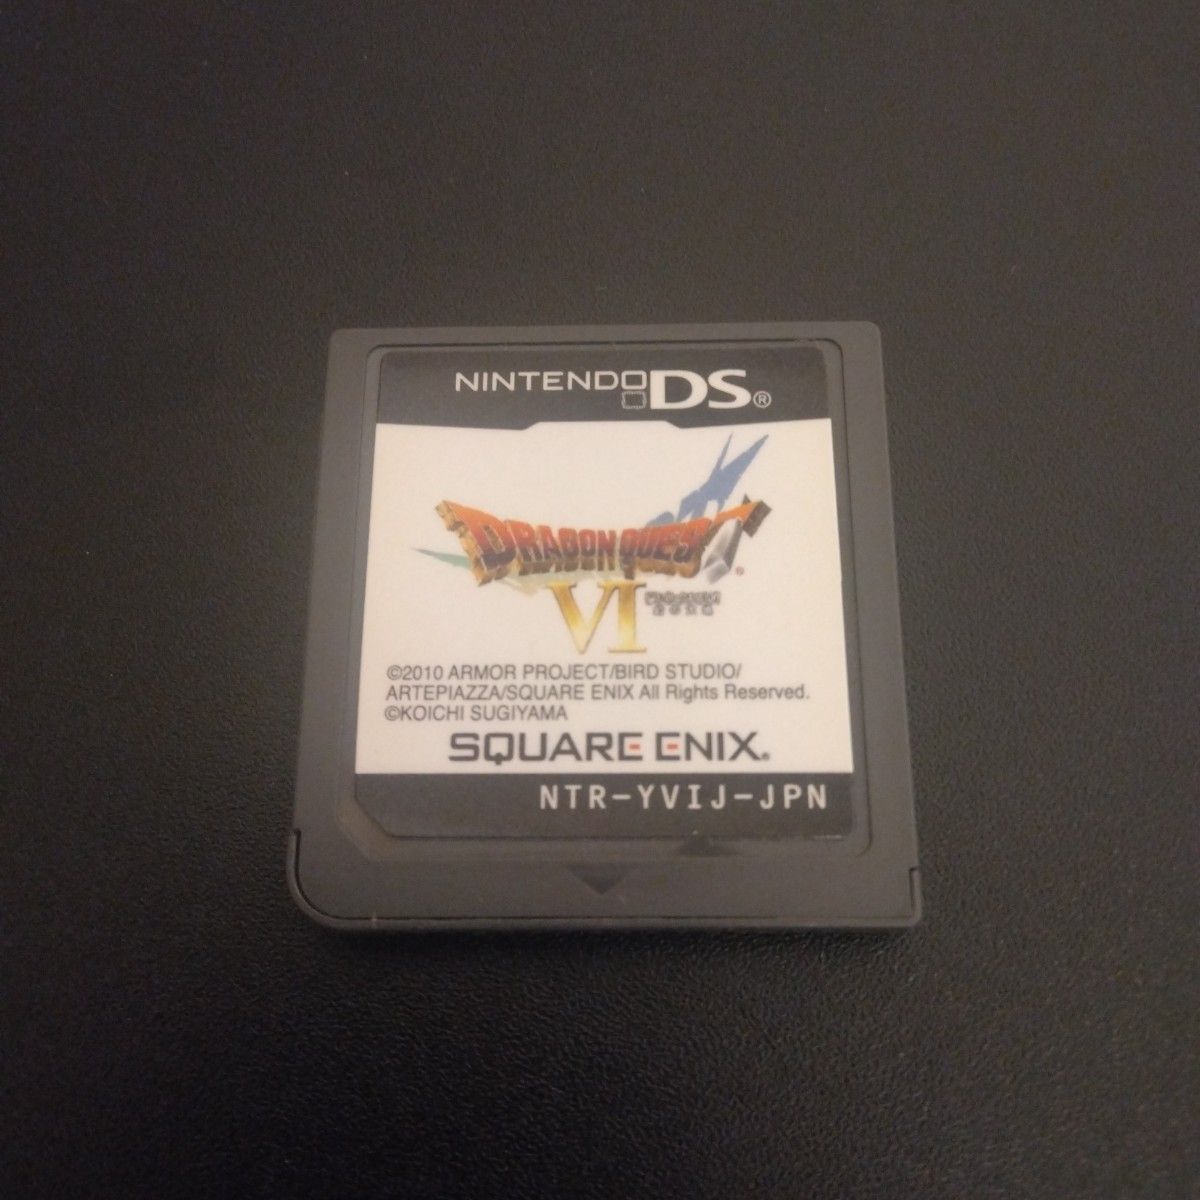 NINTENDO DS®
DRAGON QUEST®
VI
©2010 ARMOR PROJECT/BIRD STUDIO/
ARTEPIAZZA/SQUARE ENIX All Rights Reserved.
©KOICHI SUGIYAMA
SQUARE ENIX®
NTR-YVIJ-JPN